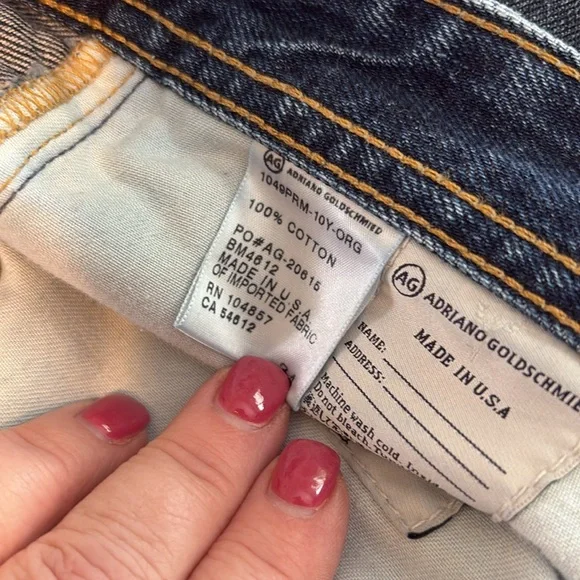 AG ADRIANO GOLDSCHMIED
1049PRM-10Y-ORG
100% COTTON
PO#AG-20615
BM4612
MADE IN U.S.A
OF IMPORTED FABRIC
RN 104857
CA 54612
AG ADRIANO GOLDSCHMIE
MADE IN U.S.A
NAME:
ADDRESS:
Machine wash cold.
Do not bleach.